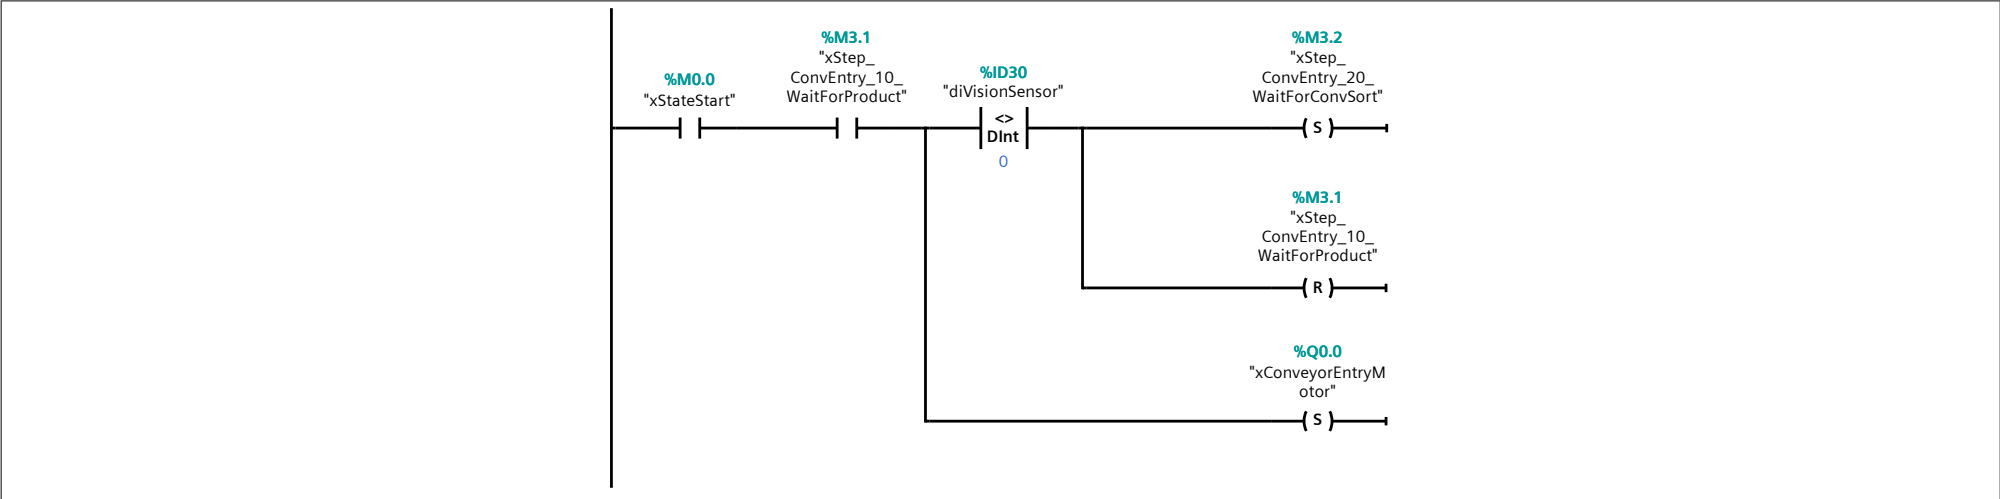 %M0.0
"xStateStart"
%M3.1
"xStep_
ConvEntry_10_
WaitForProduct"
%ID30
"diVisionSensor"
<>
DInt
0
%M3.2
"xStep_
ConvEntry_20_
WaitForConvSort"
S
%M3.1
"xStep_
ConvEntry_10_
WaitForProduct"
R
%Q0.0
"xConveyorEntryM
otor"
S